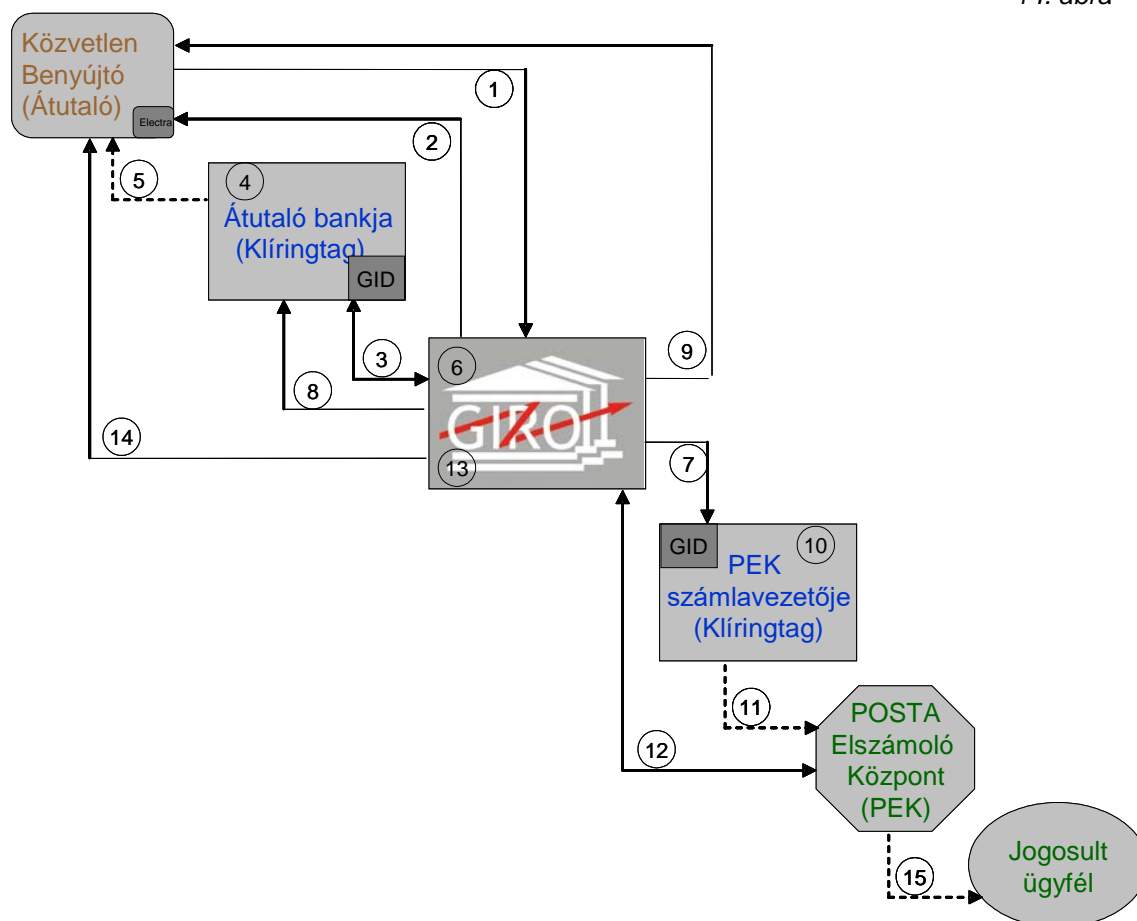 Közvetlen
Benyújtó
(Átutaló)
Electra
1
2
5
4
Átutaló bankja
(Klíringtag)
GID
3
8
9
6
GIRO
13
14
7
GID
10
PEK
számlavezetője
(Klíringtag)
11
12
POSTA
Elszámoló
Központ
(PEK)
15
Jogosult
ügyfél